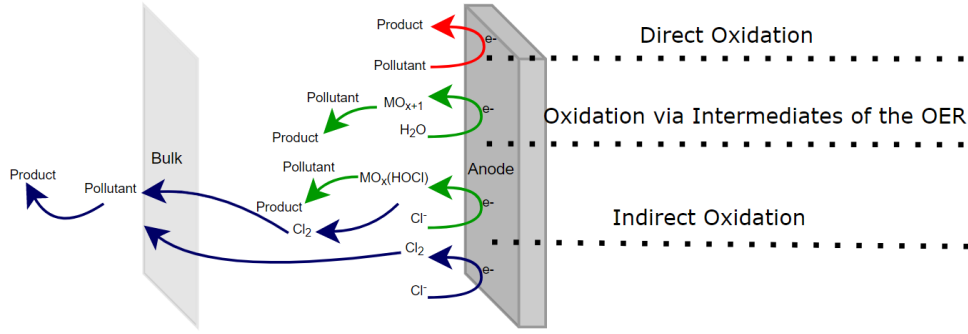 Product
e-
Direct Oxidation
Pollutant
Pollutant
MOx+1
e-
Oxidation via Intermediates of the OER
H2O
Product
Bulk
Pollutant
Anode
Product
Pollutant
MOx(HOCl)
Product
e-
Indirect Oxidation
Cl-
Cl2
Cl2
e-
Cl-